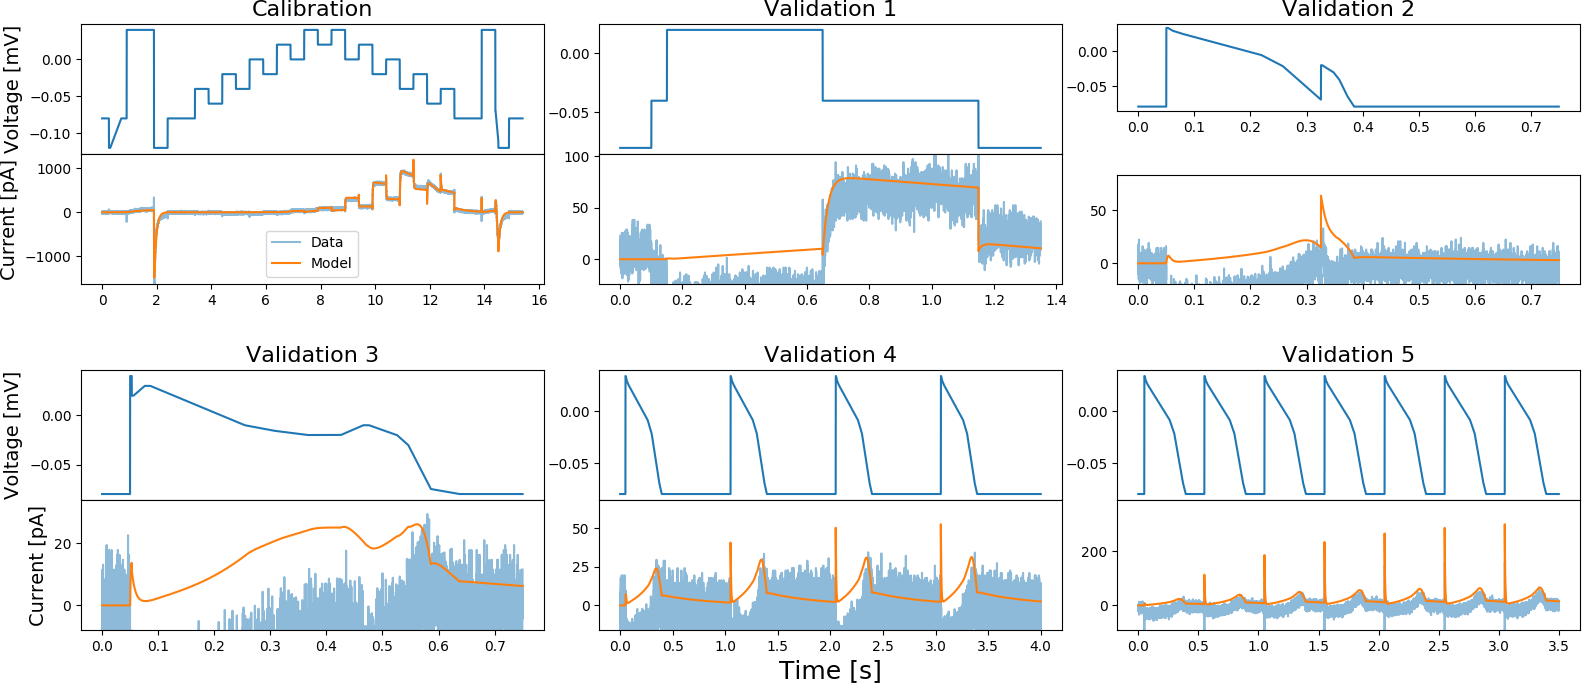 Calibration
Validation 1
Validation 2
Voltage [mV]
0.00
−0.05
−0.10
0.00
−0.05
0.00
−0.05
0.0 0.1 0.2 0.3 0.4 0.5 0.6 0.7
Current [pA]
1000
0
−1000
Data
Model
0 2 4 6 8 10 12 14 16
100
50
0
0.0 0.2 0.4 0.6 0.8 1.0 1.2 1.4
50
0
0.0 0.1 0.2 0.3 0.4 0.5 0.6 0.7
Validation 3
Validation 4
Validation 5
Voltage [mV]
0.00
−0.05
0.00
−0.05
0.00
−0.05
Current [pA]
20
0
0.0 0.1 0.2 0.3 0.4 0.5 0.6 0.7
50
25
0
0.0 0.5 1.0 1.5 2.0 2.5 3.0 3.5 4.0
200
0
0.0 0.5 1.0 1.5 2.0 2.5 3.0 3.5
Time [s]